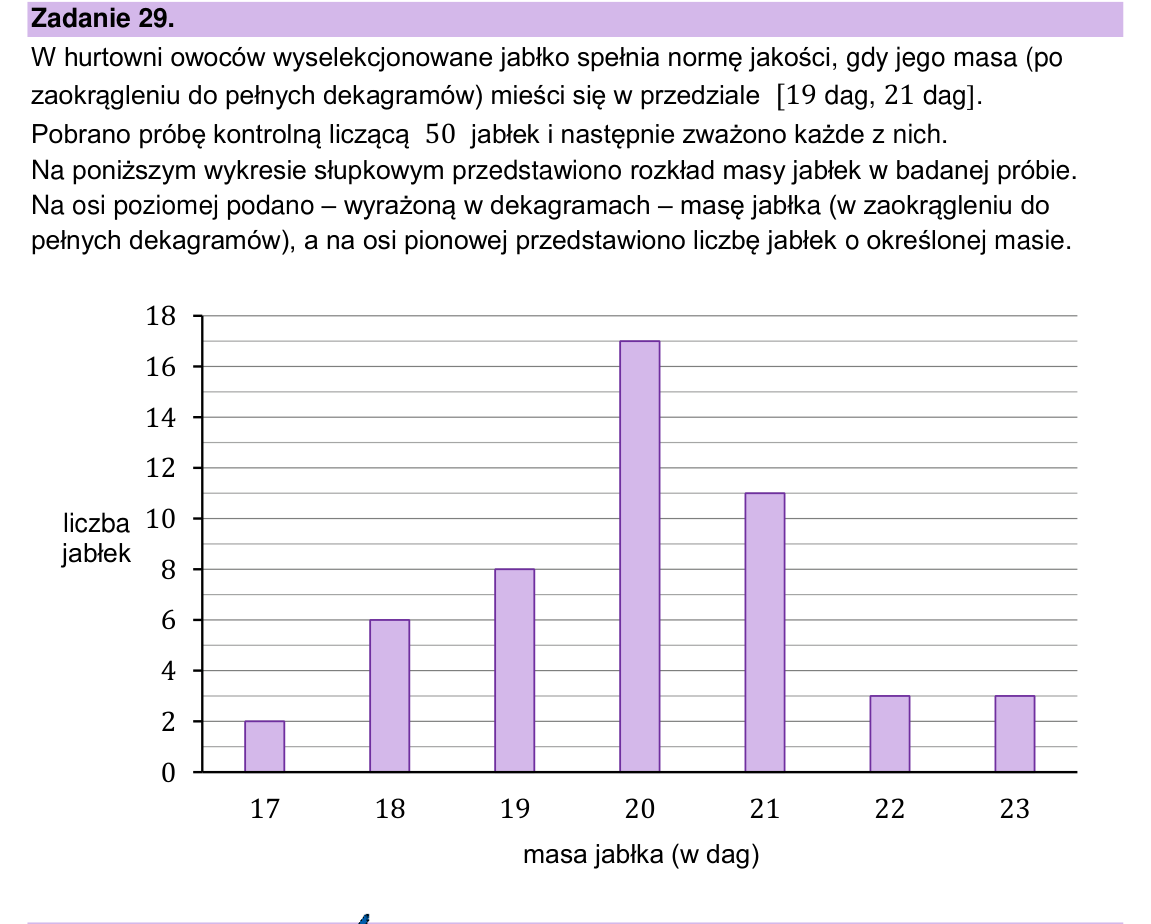 Zadanie 29.
W hurtowni owoców wyselekcjonowane jabłko spełnia normę jakości, gdy jego masa (po
zaokrągleniu do pełnych dekagramów) mieści się w przedziale [19 dag, 21 dag].
Pobrano próbę kontrolną liczącą 50 jabłek i następnie zważono każde z nich.
Na poniższym wykresie słupkowym przedstawiono rozkład masy jabłek w badanej próbie.
Na osi poziomej podano – wyrażoną w dekagramach – masę jabłka (w zaokrągleniu do
pełnych dekagramów), a na osi pionowej przedstawiono liczbę jabłek o określonej masie.
18
16
14
12
10
8
6
4
2
0
liczba
jabłek
17 18 19 20 21 22 23
masa jabłka (w dag)